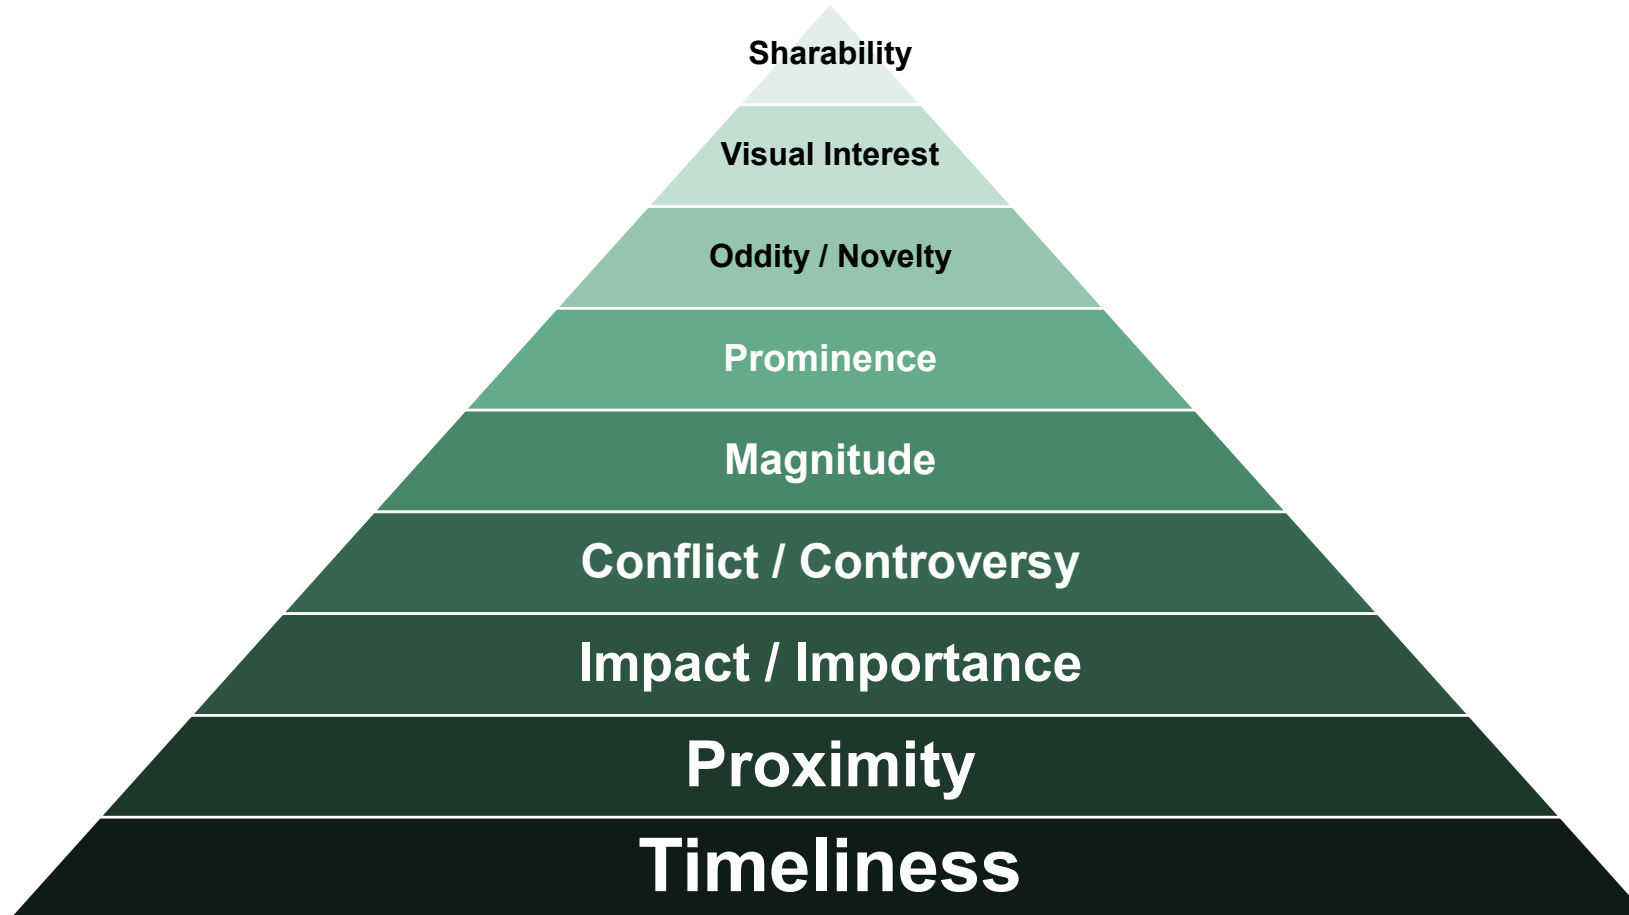 Sharability
Visual Interest
Oddity / Novelty
Prominence
Magnitude
Conflict / Controversy
Impact / Importance
Proximity
Timeliness